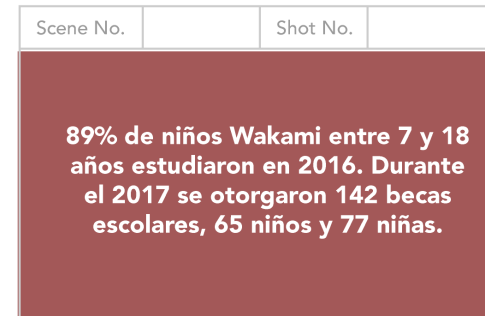 Scene No.
Shot No.
89% de niños Wakami entre 7 y 18
años estudiaron en 2016. Durante
el 2017 se otorgaron 142 becas
escolares, 65 niños y 77 niñas.